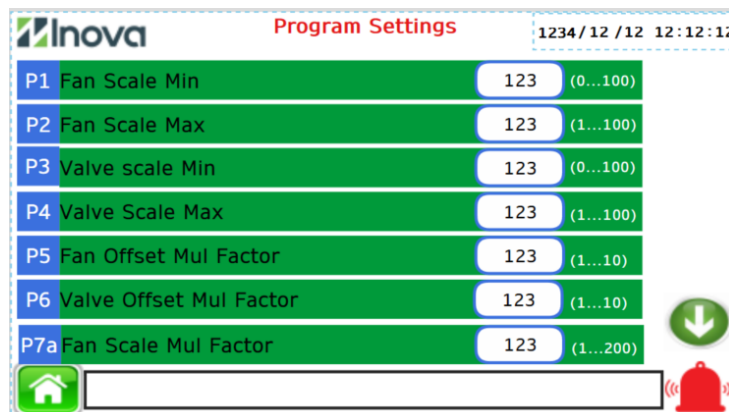 Inova Program Settings 1234/12/12 12:12:12
P1 Fan Scale Min 123 (0...100)
P2 Fan Scale Max 123 (1...100)
P3 Valve scale Min 123 (0...100)
P4 Valve Scale Max 123 (1...100)
P5 Fan Offset Mul Factor 123 (1...10)
P6 Valve Offset Mul Factor 123 (1...10)
P7a Fan Scale Mul Factor 123 (1...200)